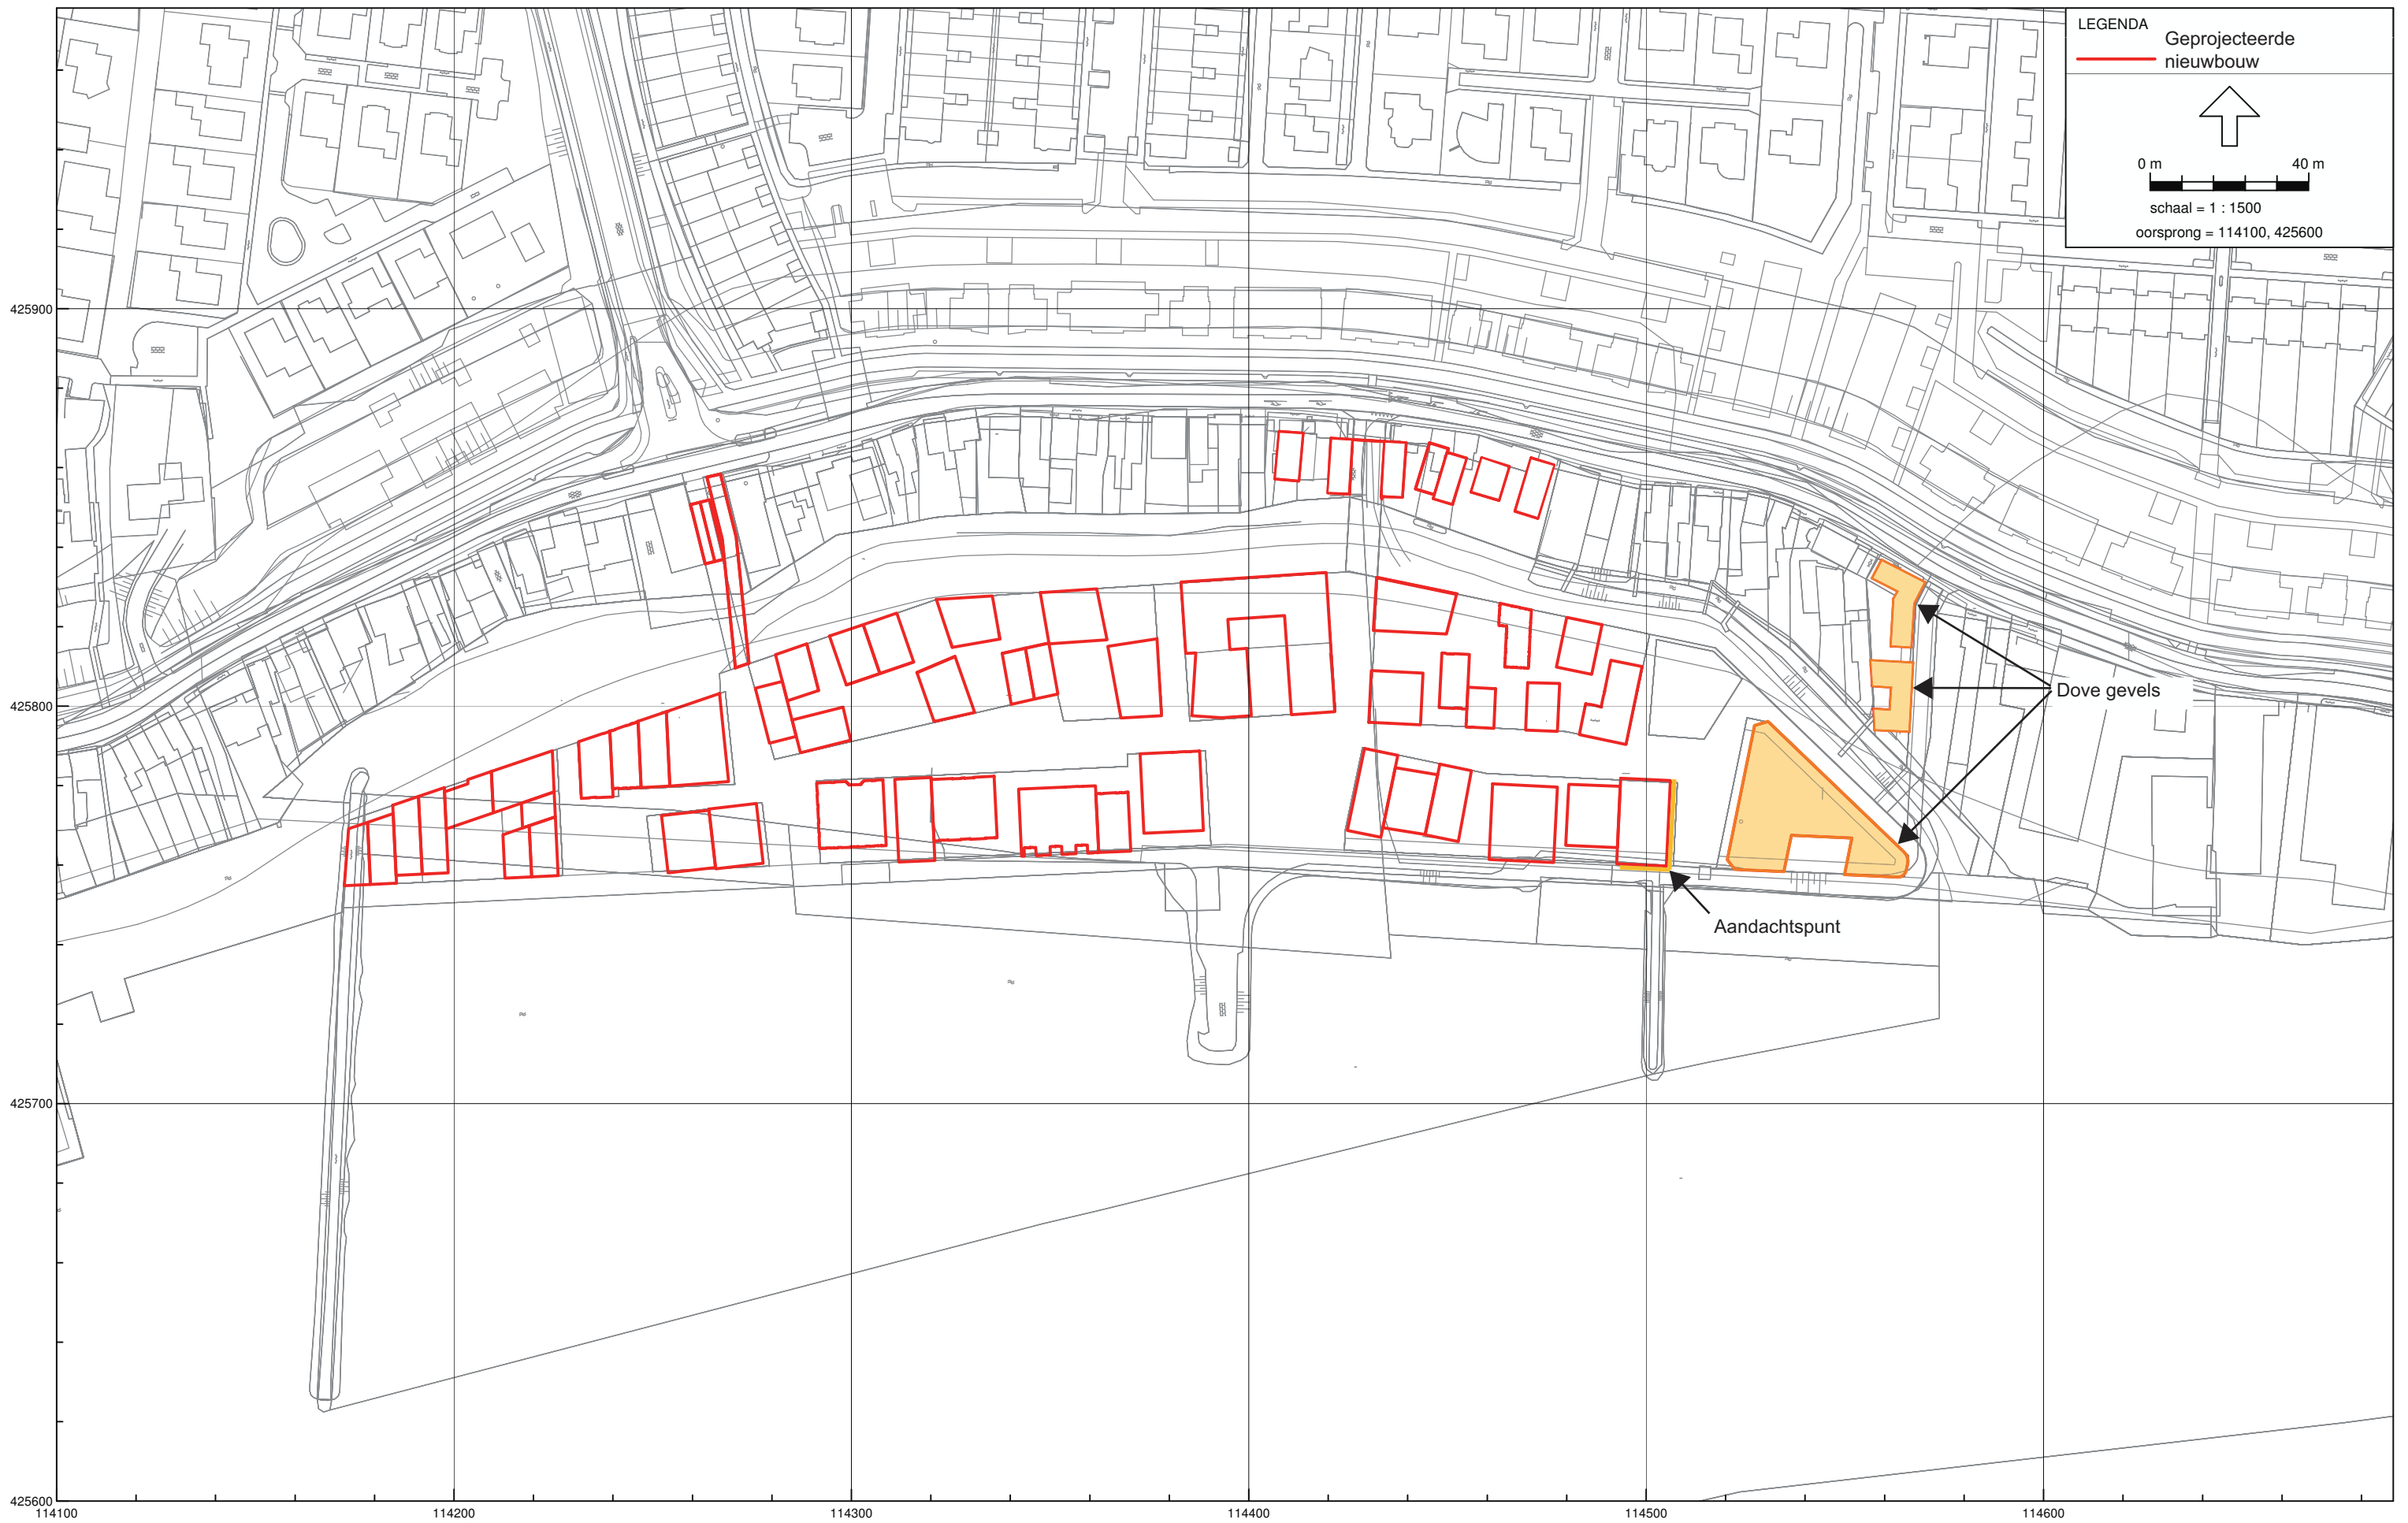 LEGENDA
Geprojecteerde
nieuwbouw
0 m 40 m
schaal = 1 : 1500
oorsprong = 114100, 425600
425900
425800
Dove gevels
Aandachtspunt
425700
425600
114100 114200 114300 114400 114500 114600